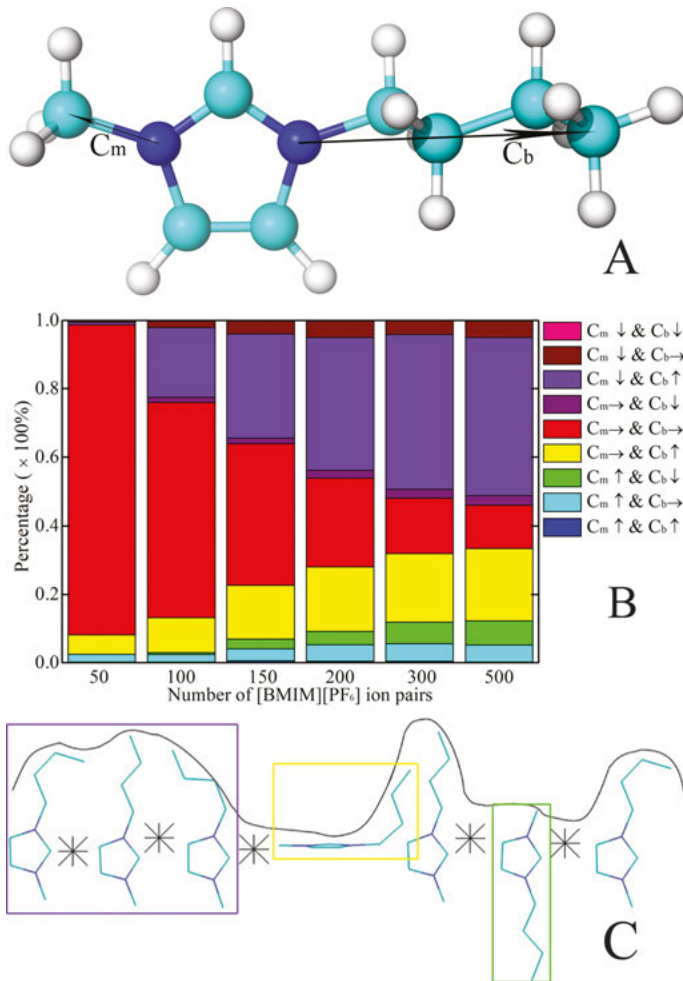 A
Cm
Cb
B
Percentage ( × 100%)
1.0
0.8
0.6
0.4
0.2
0.0
50 100 150 200 300 500
Number of [BMIM][PF₆] ion pairs
Cm ↓ & Cb↓
Cm ↓ & Cb→
Cm ↓ & Cb↑
Cm→ & Cb↓
Cm→ & Cb→
Cm→ & Cb↑
Cm ↑ & Cb↓
Cm ↑ & Cb→
Cm ↑ & Cb↑
C